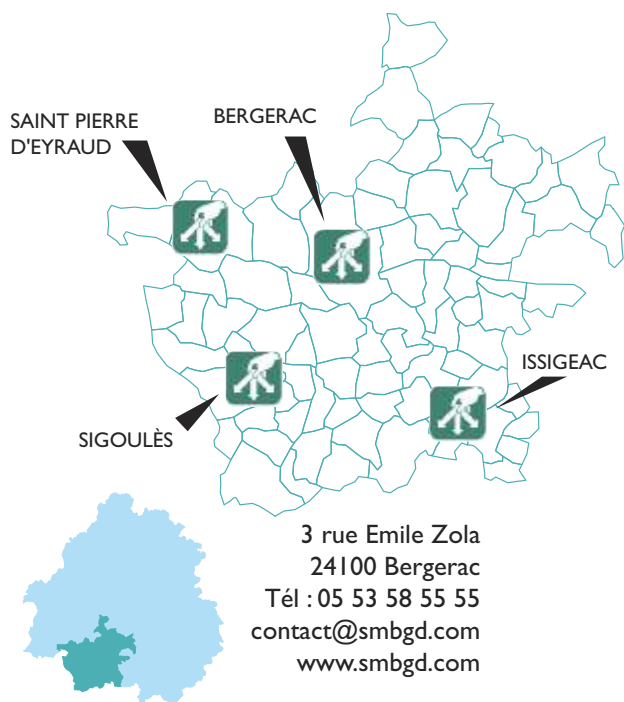 SAINT PIERRE
D'EYRAUD
BERGERAC
ISSIGEAC
SIGOULÈS
3 rue Emile Zola
24100 Bergerac
Tél : 05 53 58 55 55
contact@smbgd.com
www.smbgd.com